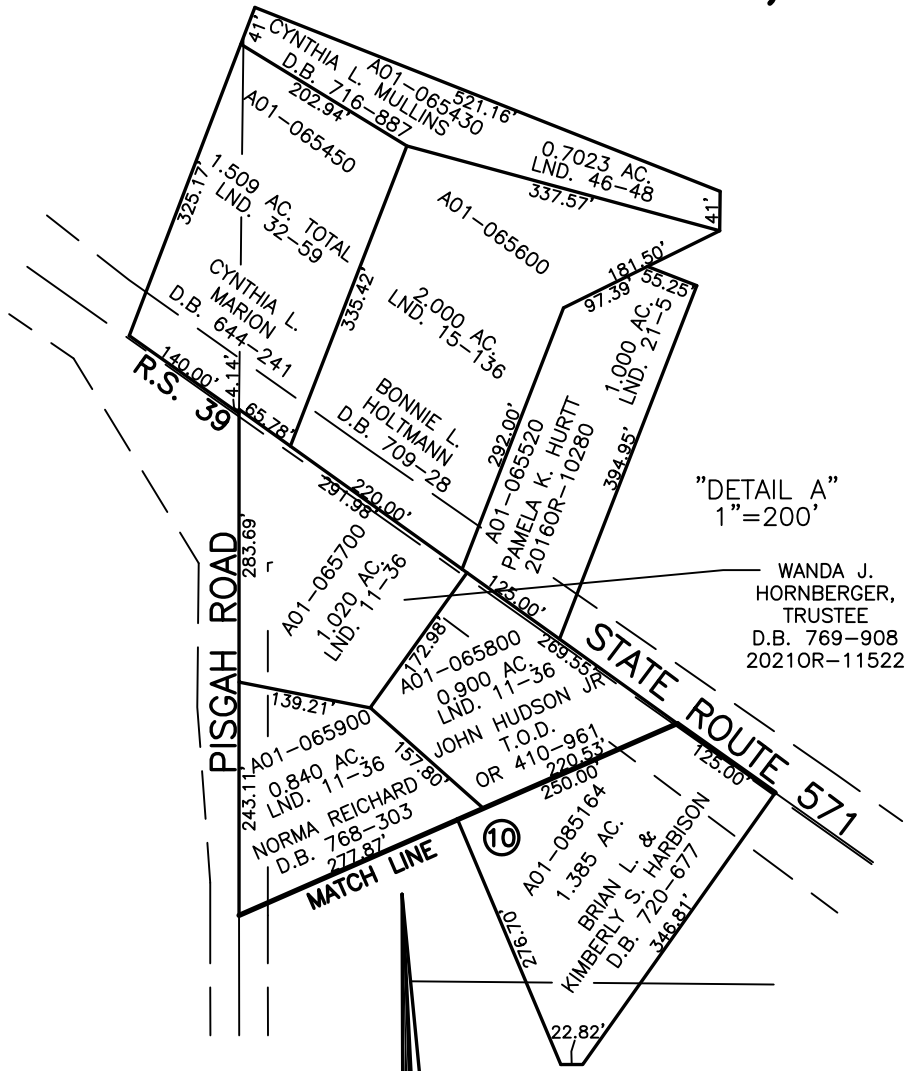 41'
CYNTHIA L. MULLINS
D.B. 716-887
A01-065430
521.16'
0.7023 AC.
LND. 46-48
202.94'
337.57'
41'
A01-065450
1.509 AC. TOTAL
LND. 32-59
CYNTHIA L.
MARION
D.B. 644-241
325.17'
335.42'
140.00'
65.78'
R.S. 39
A01-065600
2.000 AC.
LND. 15-136
BONNIE L.
HOLTMANN
D.B. 709-28
181.50'
97.39'
55.25'
292.00'
220.00'
A01-065520
PAMELA K. HURTT
2016OR-10280
1.000 AC.
LND. 21-5
394.95'
125.00'
"DETAIL A"
1"=200'
WANDA J.
HORNBERGER,
TRUSTEE
D.B. 769-908
2021OR-11522
291.98'
283.69'
A01-065700
1.020 AC.
LND. 11-36
172.98'
139.21'
PISGAH ROAD
A01-065800
0.900 AC.
LND. 11-36
JOHN HUDSON JR
T.O.D.
OR 410-961
269.55'
220.53'
157.80'
STATE ROUTE 571
A01-065900
0.840 AC.
LND. 11-36
NORMA REICHARD
D.B. 768-303
243.11'
277.87'
MATCH LINE
10
250.00'
125.00'
A01-085164
1.385 AC.
BRIAN L. &
KIMBERLY S. HARBISON
D.B. 720-677
346.81'
276.70'
22.82'